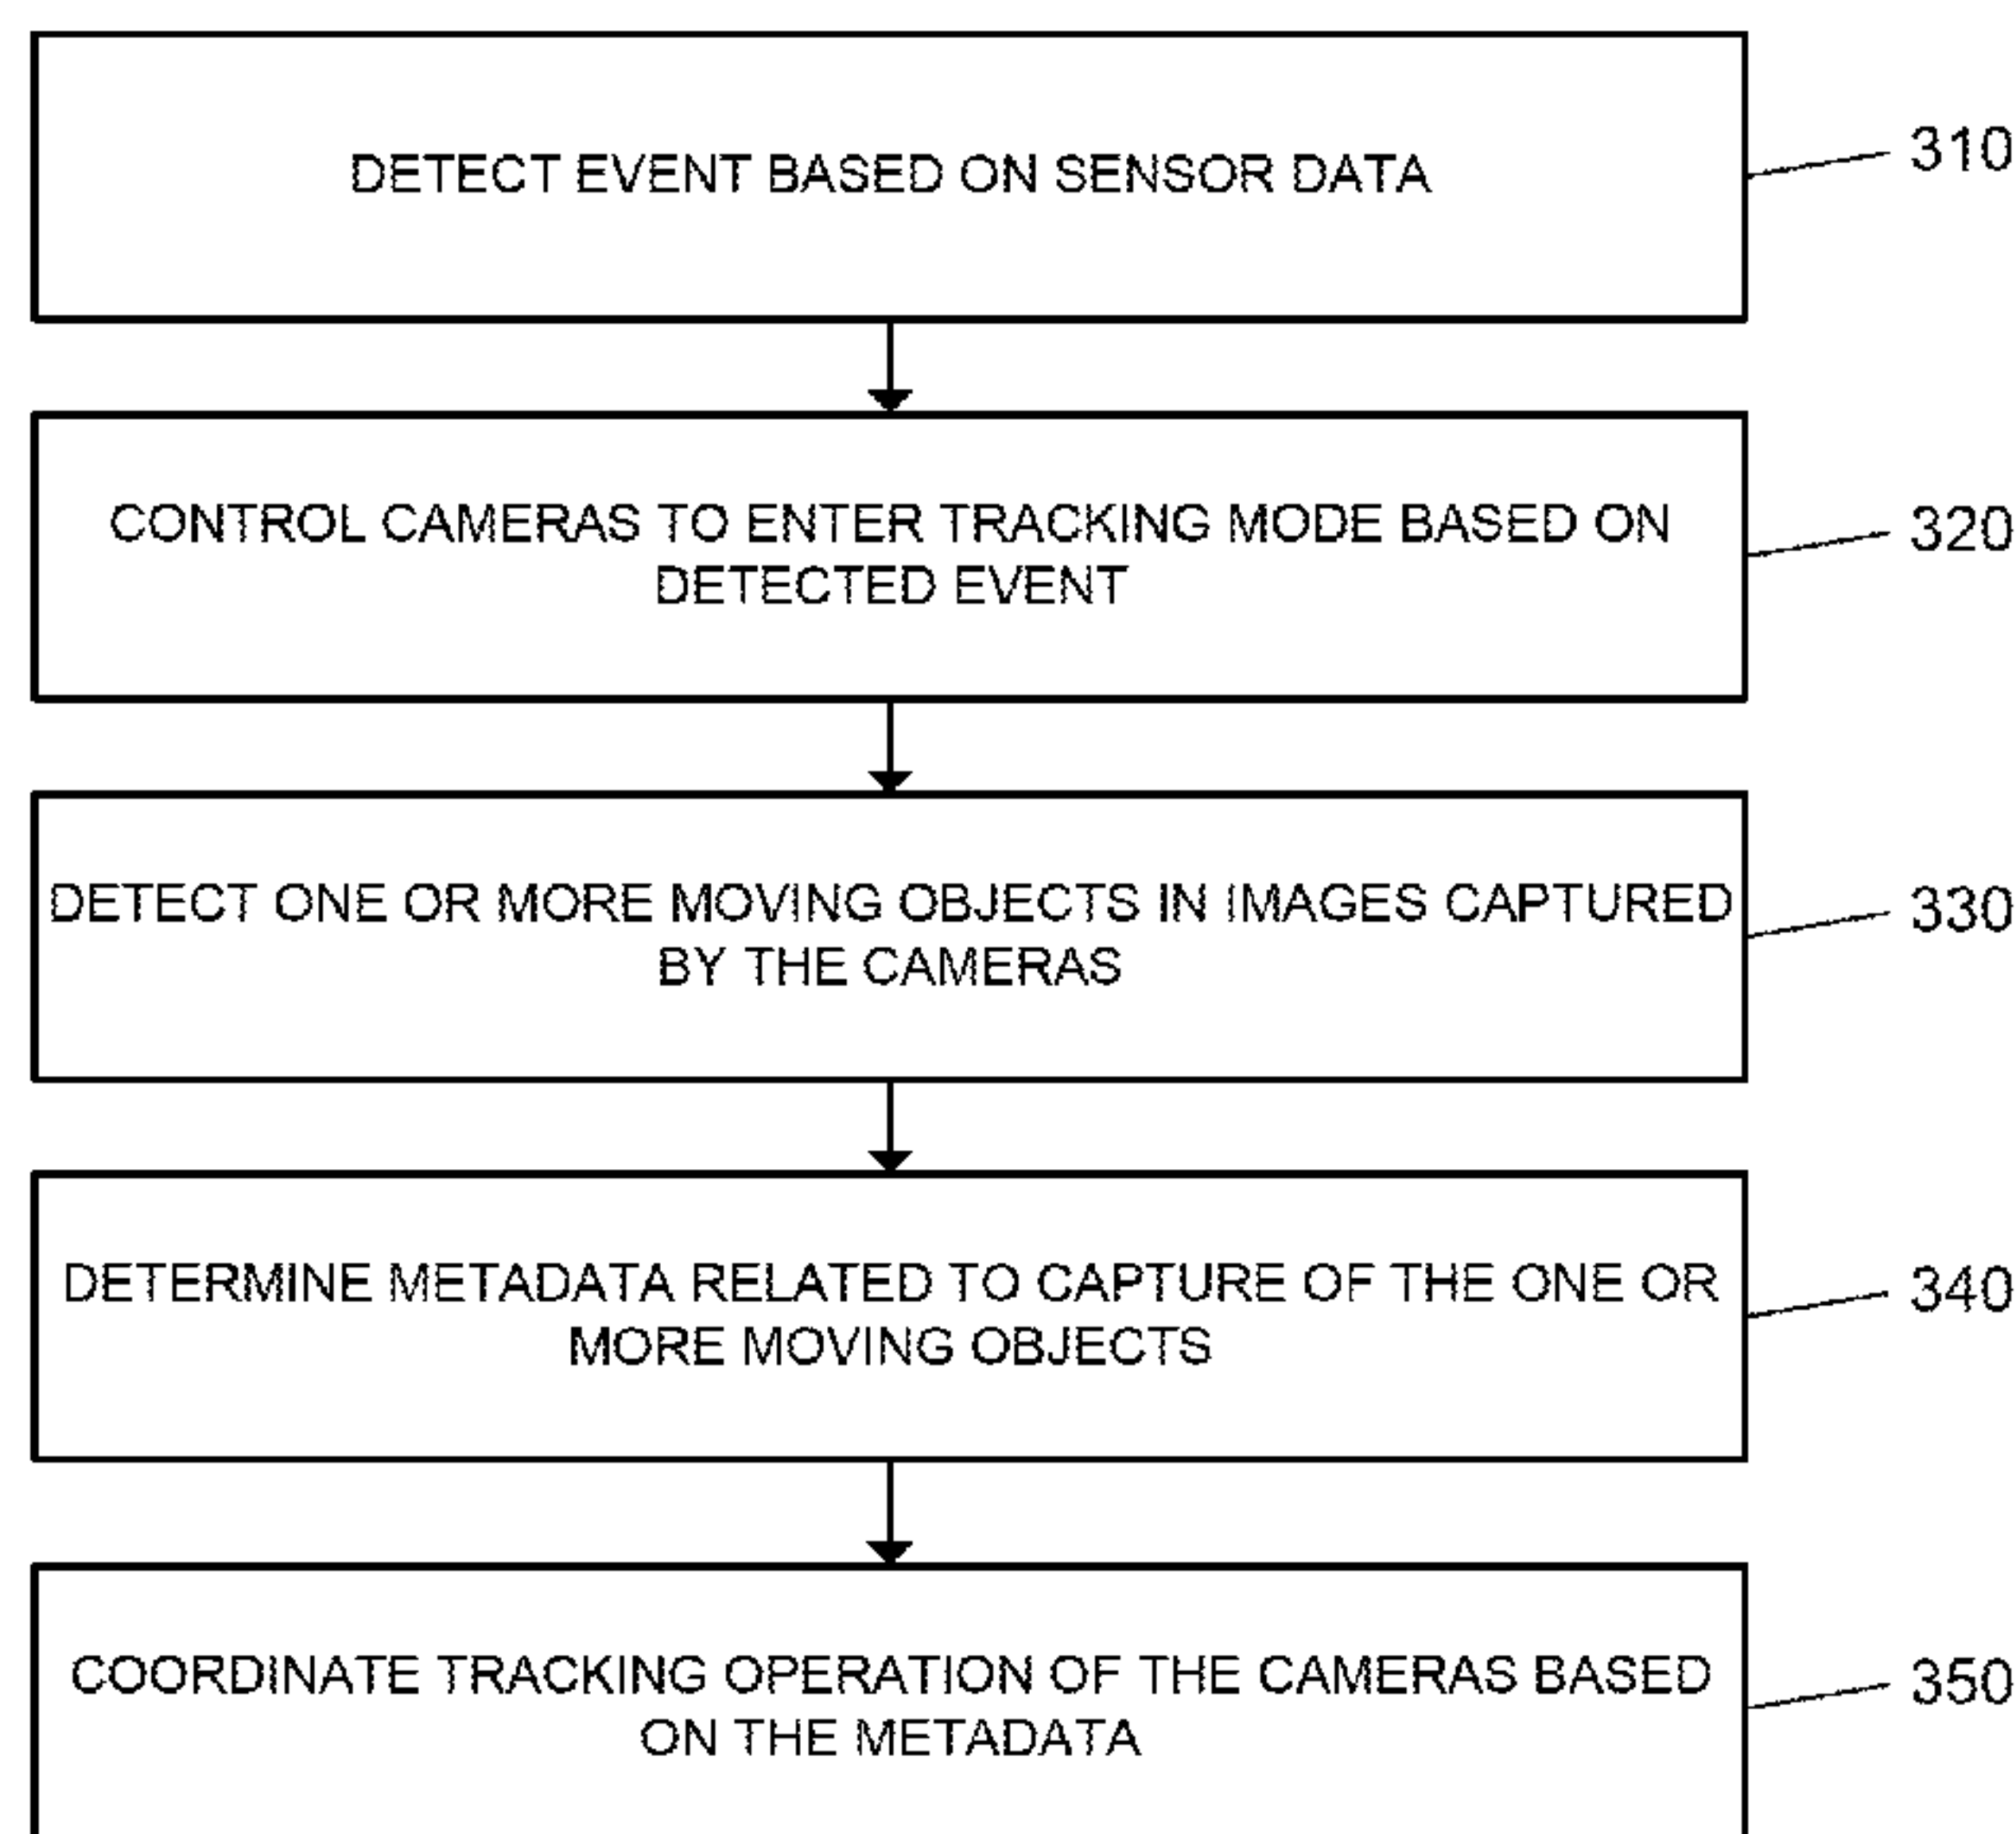 DETECT EVENT BASED ON SENSOR DATA
310
CONTROL CAMERAS TO ENTER TRACKING MODE BASED ON
DETECTED EVENT
320
DETECT ONE OR MORE MOVING OBJECTS IN IMAGES CAPTURED
BY THE CAMERAS
330
DETERMINE METADATA RELATED TO CAPTURE OF THE ONE OR
MORE MOVING OBJECTS
340
COORDINATE TRACKING OPERATION OF THE CAMERAS BASED
ON THE METADATA
350